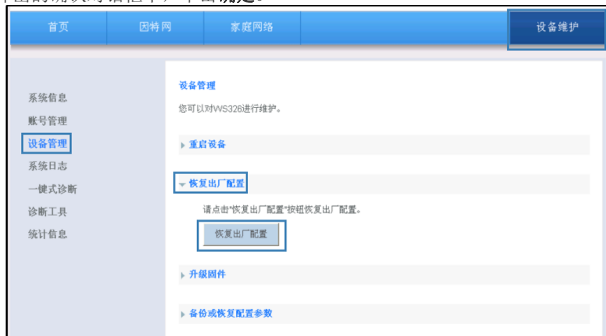 首页 因特网 家庭网络 设备维护
系统信息
账号管理
设备管理
系统日志
一键式诊断
诊断工具
统计信息
设备管理
您可以对WS326进行维护。
重启设备
恢复出厂配置
请点击"恢复出厂配置"按钮恢复出厂配置。
恢复出厂配置
升级固件
备份或恢复配置参数